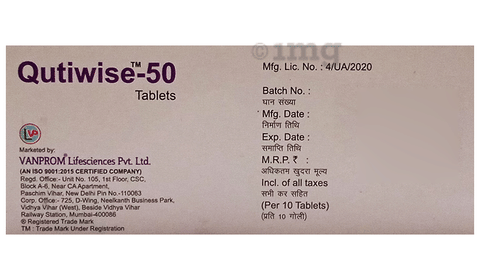 1mg
Qutiwise™-50
Tablets
VP
Marketed by:
VANPROM® Lifesciences Pvt. Ltd.
(AN ISO 9001:2015 CERTIFIED COMPANY)
Regd. Office:- Unit No. 105, 1st Floor, CSC,
Block A-6, Near CA Apartment,
Paschim Vihar, New Delhi Pin No.-110063
Corp. Office:- 725, D-Wing, Neelkanth Business Park,
Vidhya Vihar (West), Beside Vidhya Vihar
Railway Station, Mumbai-400086
® Registered Trade Mark
TM : Trade Mark Under Registration
Mfg. Lic. No. : 4/UA/2020
Batch No. :
घान संख्या
Mfg. Date :
निर्माण तिथि
Exp. Date :
समाप्ति तिथि
M.R.P. ₹ :
अधिकतम खुदरा मूल्य
Incl. of all taxes
सभी कर सहित
(Per 10 Tablets)
(प्रति 10 गोली)